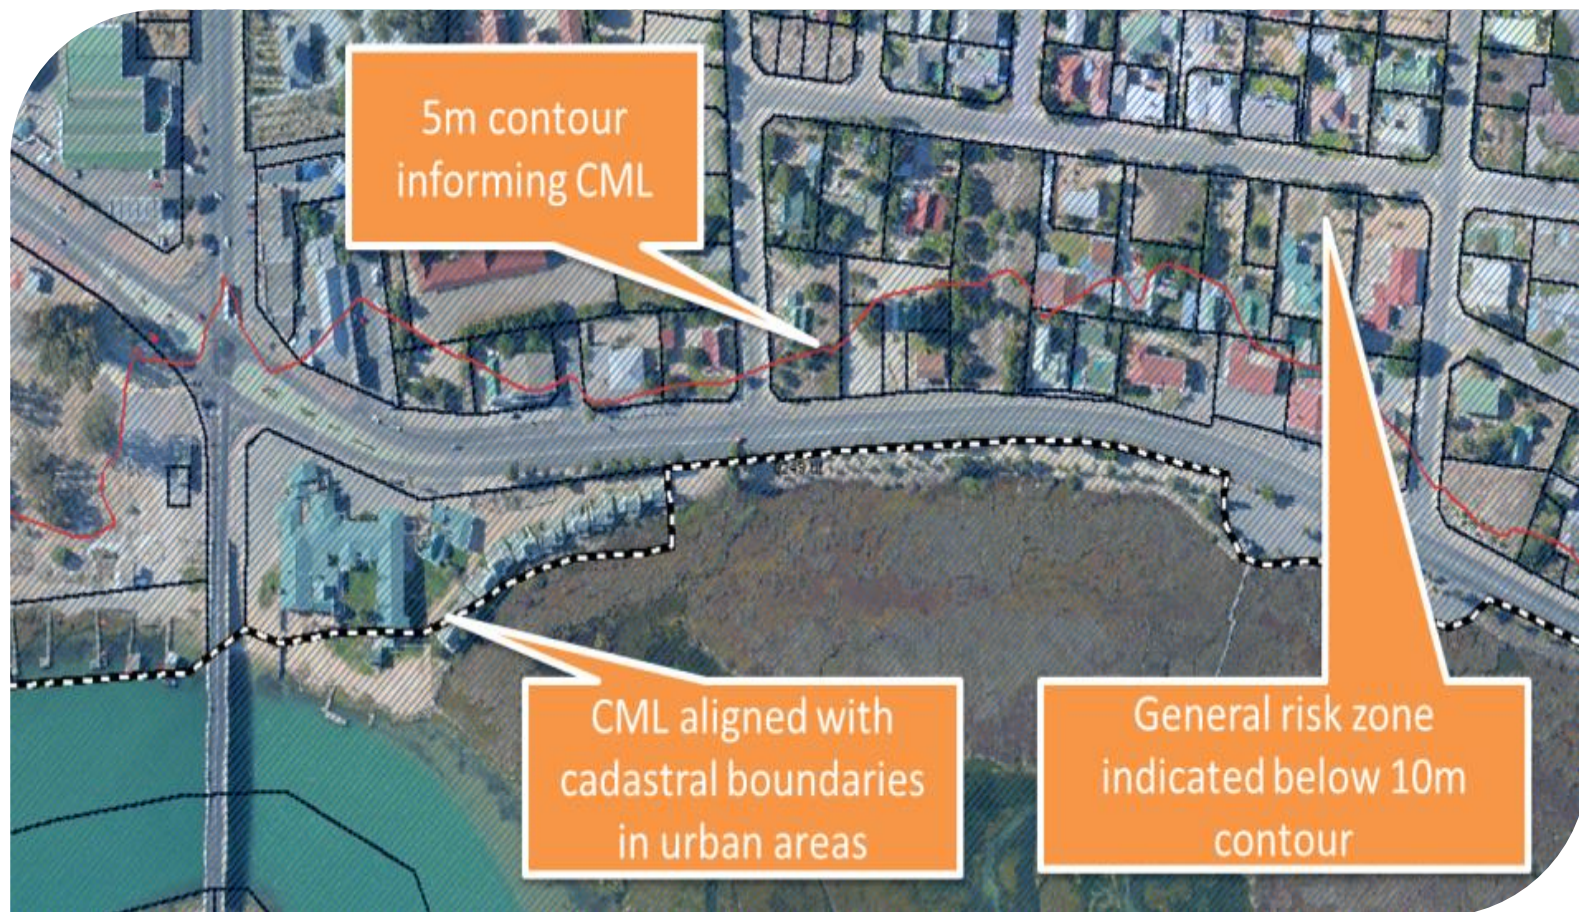 5m contour
informing CML
CML aligned with
cadastral boundaries
in urban areas
General risk zone
indicated below 10m
contour